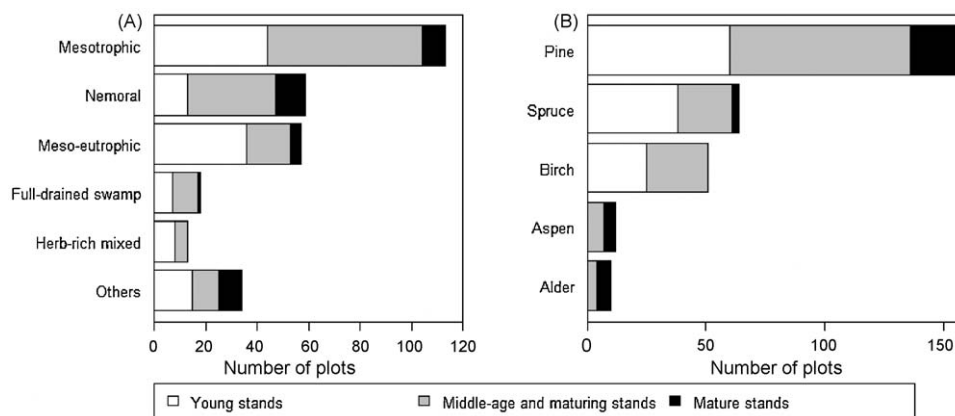 (A)
Mesotrophic
Nemoral
Meso-eutrophic
Full-drained swamp
Herb-rich mixed
Others
0 20 40 60 80 100 120
Number of plots
(B)
Pine
Spruce
Birch
Aspen
Alder
0 50 100 150
Number of plots
Young stands Middle-age and maturing stands Mature stands